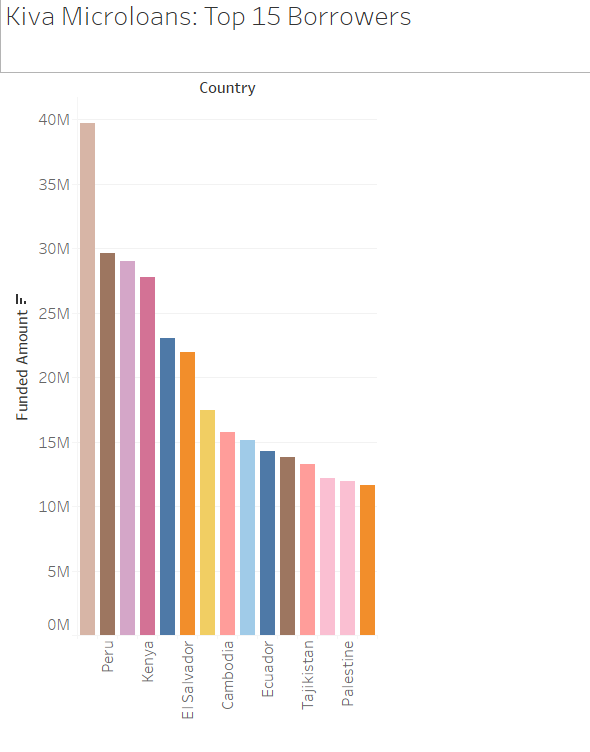 Kiva Microloans: Top 15 Borrowers
Country
40M
35M
30M
25M
20M
15M
10M
5M
0M
Funded Amount
Peru
Kenya
El Salvador
Cambodia
Ecuador
Tajikistan
Palestine